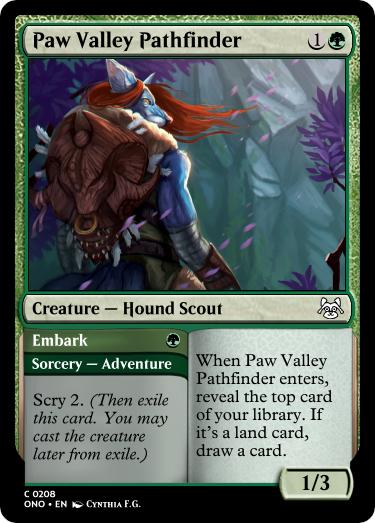 Paw Valley Pathfinder 1
Creature — Hound Scout
Embark
Sorcery — Adventure
Scry 2. (Then exile
this card. You may
cast the creature
later from exile.)
When Paw Valley
Pathfinder enters,
reveal the top card
of your library. If
it's a land card,
draw a card.
1/3
C 0208
ONO • EN CYNTHIA F.G.